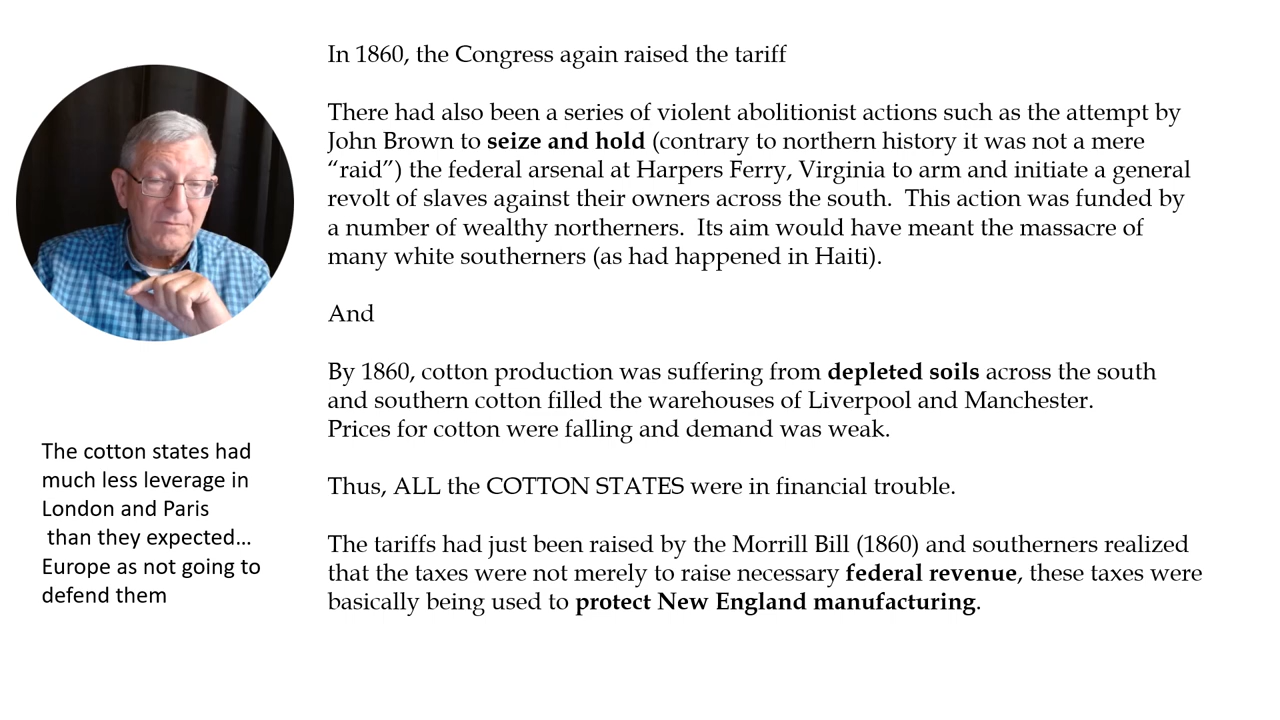 In 1860, the Congress again raised the tariff
There had also been a series of violent abolitionist actions such as the attempt by
John Brown to seize and hold (contrary to northern history it was not a mere
“raid”) the federal arsenal at Harpers Ferry, Virginia to arm and initiate a general
revolt of slaves against their owners across the south.  This action was funded by
a number of wealthy northerners.  Its aim would have meant the massacre of
many white southerners (as had happened in Haiti).
And
By 1860, cotton production was suffering from depleted soils across the south
and southern cotton filled the warehouses of Liverpool and Manchester.
Prices for cotton were falling and demand was weak.
Thus, ALL the COTTON STATES were in financial trouble.
The tariffs had just been raised by the Morrill Bill (1860) and southerners realized
that the taxes were not merely to raise necessary federal revenue, these taxes were
basically being used to protect New England manufacturing.
The cotton states had
much less leverage in
London and Paris
than they expected…
Europe as not going to
defend them